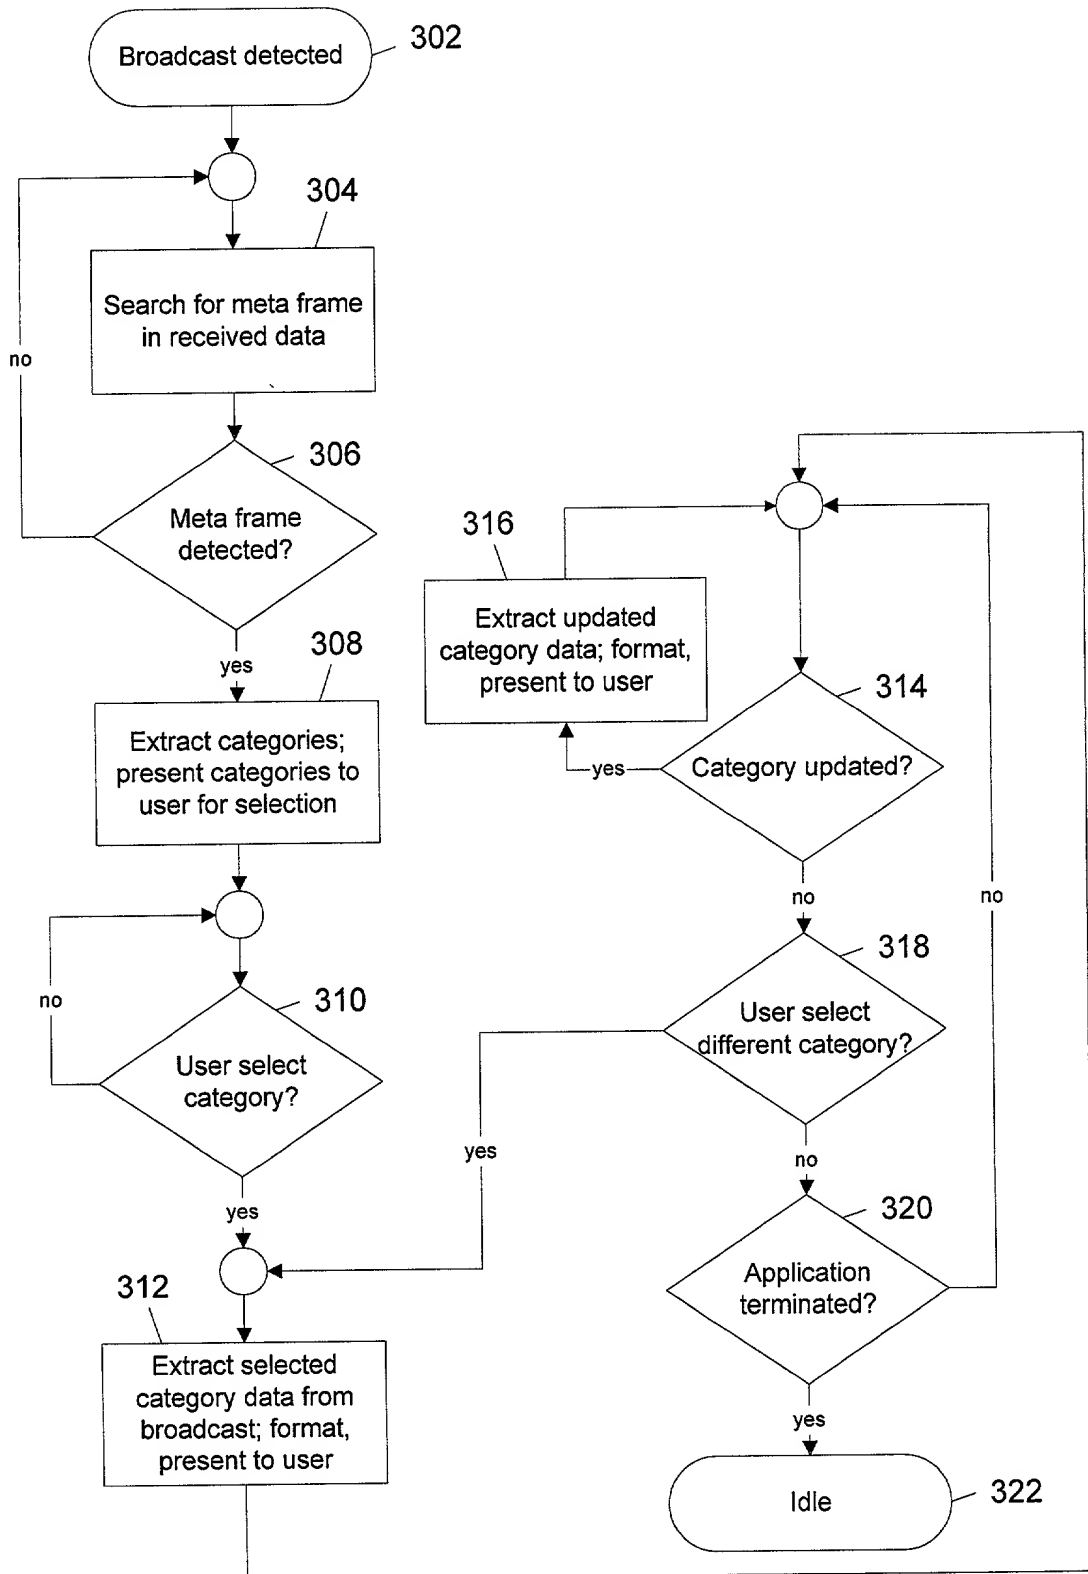 Broadcast detected
302
304
Search for meta frame
in received data
no
306
Meta frame
detected?
yes
308
Extract categories;
present categories to
user for selection
no
310
User select
category?
yes
312
Extract selected
category data from
broadcast; format,
present to user
316
Extract updated
category data; format,
present to user
314
yes
Category updated?
no
no
318
User select
different category?
yes
no
320
Application
terminated?
yes
Idle
322